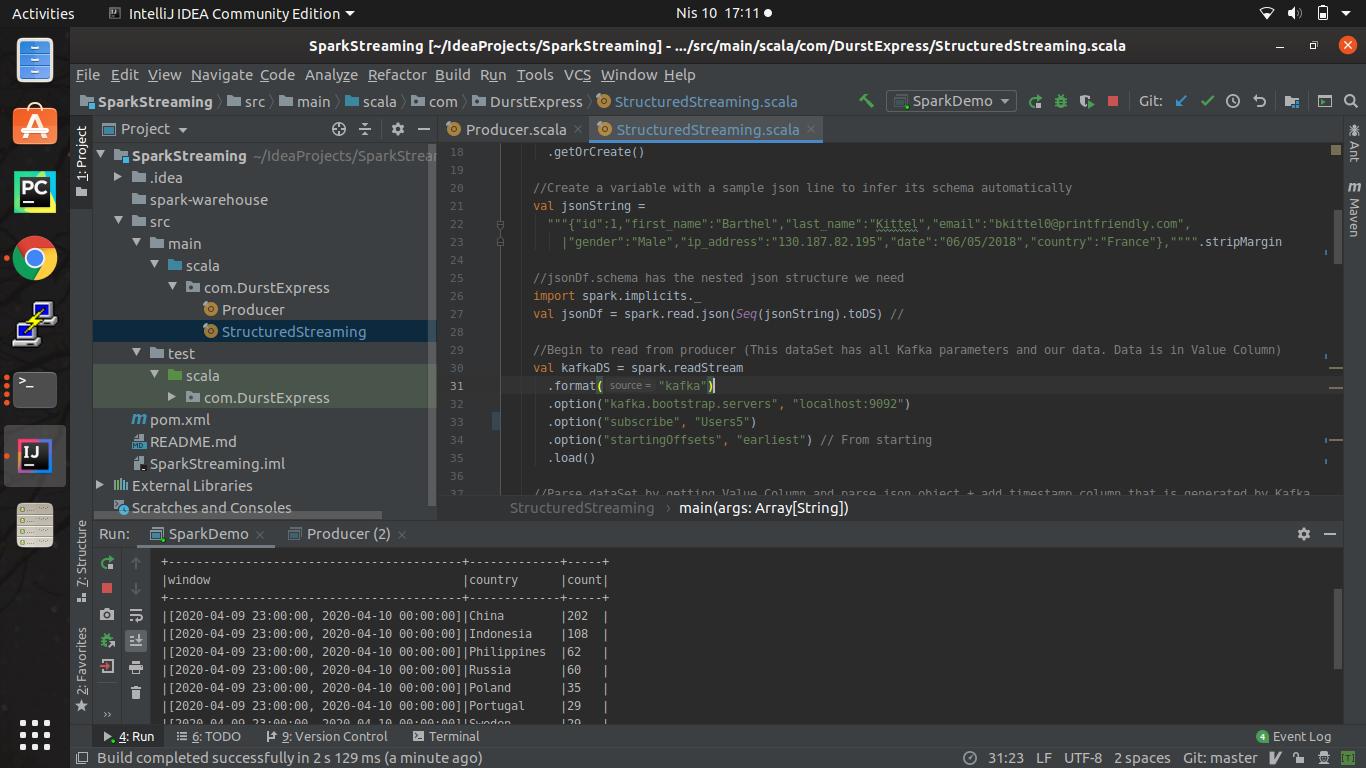 Activities IntelliJ IDEA Community Edition Nis 10 17:11
SparkStreaming [~/IdeaProjects/SparkStreaming] - .../src/main/scala/com/DurstExpress/StructuredStreaming.scala
File Edit View Navigate Code Analyze Refactor Build Run Tools VCS Window Help
SparkStreaming src main scala com DurstExpress StructuredStreaming.scala SparkDemo Git:
1: Project
Project
Producer.scala StructuredStreaming.scala
SparkStreaming ~/IdeaProjects/SparkStrear
.idea
spark-warehouse
src
main
scala
com.DurstExpress
Producer
StructuredStreaming
test
scala
com.DurstExpress
pom.xml
README.md
SparkStreaming.iml
External Libraries
Scratches and Consoles
18 .getOrCreate()
19
20 //Create a variable with a sample json line to infer its schema automatically
21 val jsonString =
22 """{"id":1,"first_name":"Barthel","last_name":"Kittel","email":"bkittel0@printfriendly.com",
23 |"gender":"Male","ip_address":"130.187.82.195","date":"06/05/2018","country":"France"},"""".stripMargin
24
25 //jsonDf.schema has the nested json structure we need
26 import spark.implicits._
27 val jsonDf = spark.read.json(Seq(jsonString).toDS) //
28
29 //Begin to read from producer (This dataSet has all Kafka parameters and our data. Data is in Value Column)
30 val kafkaDS = spark.readStream
31 .format( source = "kafka")
32 .option("kafka.bootstrap.servers", "localhost:9092")
33 .option("subscribe", "Users5")
34 .option("startingOffsets", "earliest") // From starting
35 .load()
36
37 //Parse dataSet by getting Value Column and parse json object + add timestamp column that is generated by Kafka
StructuredStreaming main(args: Array[String])
Ant
Maven
PC
IJ
7: Structure
2: Favorites
Run: SparkDemo Producer (2)
+----------------------------------------+-------------+-----+
|window |country |count|
+----------------------------------------+-------------+-----+
|[2020-04-09 23:00:00, 2020-04-10 00:00:00]|China |202 |
|[2020-04-09 23:00:00, 2020-04-10 00:00:00]|Indonesia |108 |
|[2020-04-09 23:00:00, 2020-04-10 00:00:00]|Philippines |62 |
|[2020-04-09 23:00:00, 2020-04-10 00:00:00]|Russia |60 |
|[2020-04-09 23:00:00, 2020-04-10 00:00:00]|Poland |35 |
|[2020-04-09 23:00:00, 2020-04-10 00:00:00]|Portugal |29 |
|[2020-04-09 23:00:00, 2020-04-10 00:00:00]|Sweden |29 |
4: Run 6: TODO 9: Version Control Terminal 4 Event Log
Build completed successfully in 2 s 129 ms (a minute ago) 31:23 LF UTF-8 2 spaces Git: master